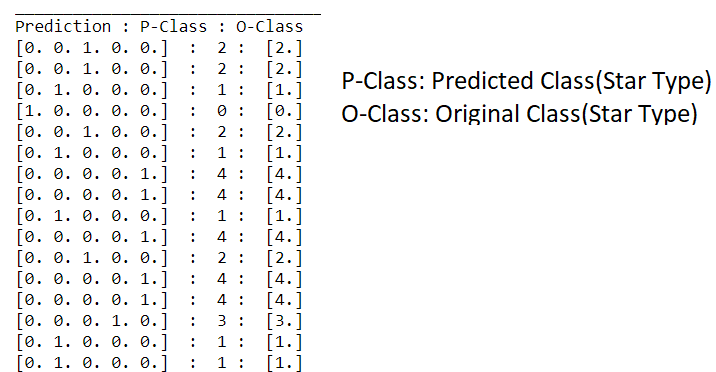 Prediction : P-Class : O-Class
[0. 0. 1. 0. 0.]  :  2 :  [2.]
[0. 0. 1. 0. 0.]  :  2 :  [2.]
[0. 1. 0. 0. 0.]  :  1 :  [1.]
[1. 0. 0. 0. 0.]  :  0 :  [0.]
[0. 0. 1. 0. 0.]  :  2 :  [2.]
[0. 1. 0. 0. 0.]  :  1 :  [1.]
[0. 0. 0. 0. 1.]  :  4 :  [4.]
[0. 0. 0. 0. 1.]  :  4 :  [4.]
[0. 1. 0. 0. 0.]  :  1 :  [1.]
[0. 0. 0. 0. 1.]  :  4 :  [4.]
[0. 0. 1. 0. 0.]  :  2 :  [2.]
[0. 0. 0. 0. 1.]  :  4 :  [4.]
[0. 0. 0. 0. 1.]  :  4 :  [4.]
[0. 0. 0. 1. 0.]  :  3 :  [3.]
[0. 1. 0. 0. 0.]  :  1 :  [1.]
[0. 1. 0. 0. 0.]  :  1 :  [1.]
P-Class: Predicted Class(Star Type)
O-Class: Original Class(Star Type)